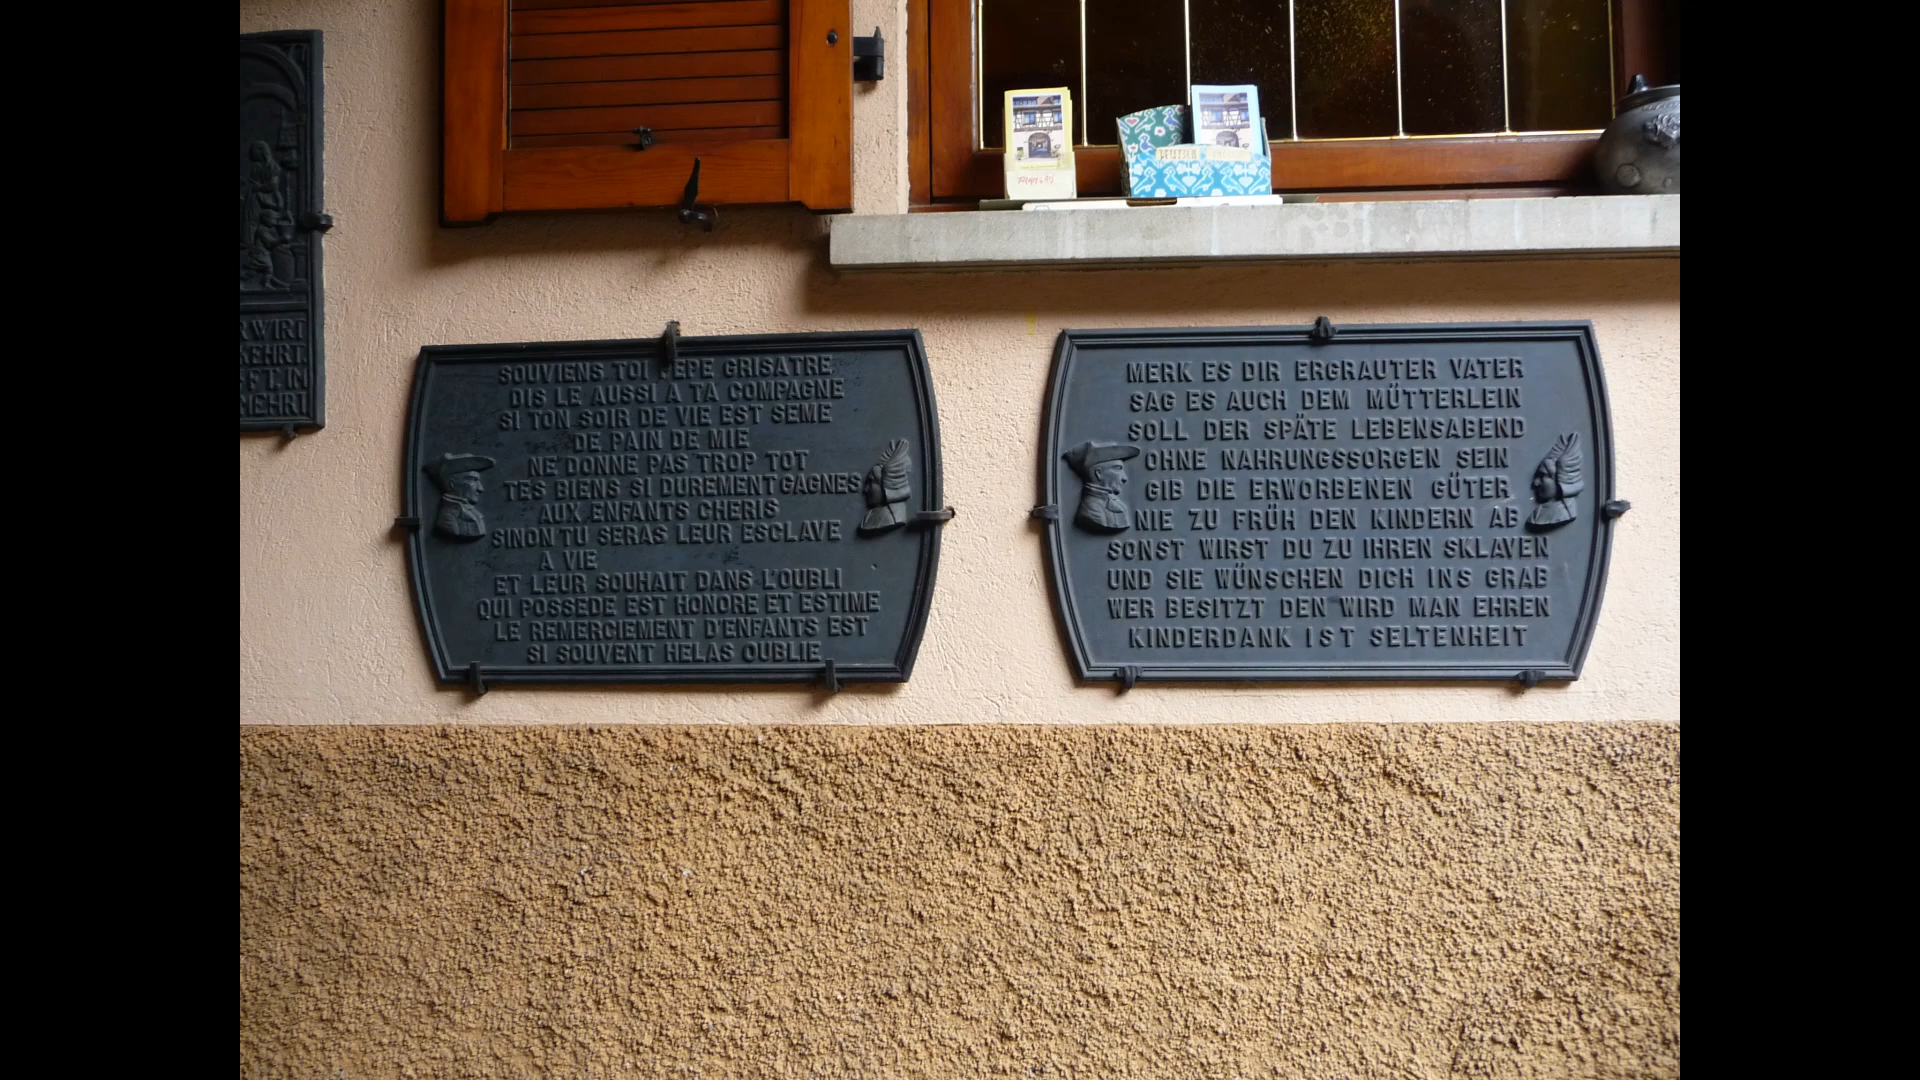 R WIRT
KEHRT.
FT, IM
MEHRT
SOUVIENS TOI PEPE GRISATRE
DIS LE AUSSI A TA COMPAGNE
SI TON SOIR DE VIE EST SEME
DE PAIN DE MIE
NE DONNE PAS TROP TOT
TES BIENS SI DUREMENT GAGNES
AUX ENFANTS CHERIS
SINON TU SERAS LEUR ESCLAVE
A VIE
ET LEUR SOUHAIT DANS L'OUBLI
QUI POSSEDE EST HONORE ET ESTIME
LE REMERCIEMENT D'ENFANTS EST
SI SOUVENT HELAS OUBLIE
MERK ES DIR ERGRAUTER VATER
SAG ES AUCH DEM MÜTTERLEIN
SOLL DER SPÄTE LEBENSABEND
OHNE NAHRUNGSSORGEN SEIN
GIB DIE ERWORBENEN GÜTER
NIE ZU FRÜH DEN KINDERN AB
SONST WIRST DU ZU IHREN SKLAVEN
UND SIE WÜNSCHEN DICH INS GRAB
WER BESITZT DEN WIRD MAN EHREN
KINDERDANK IST SELTENHEIT